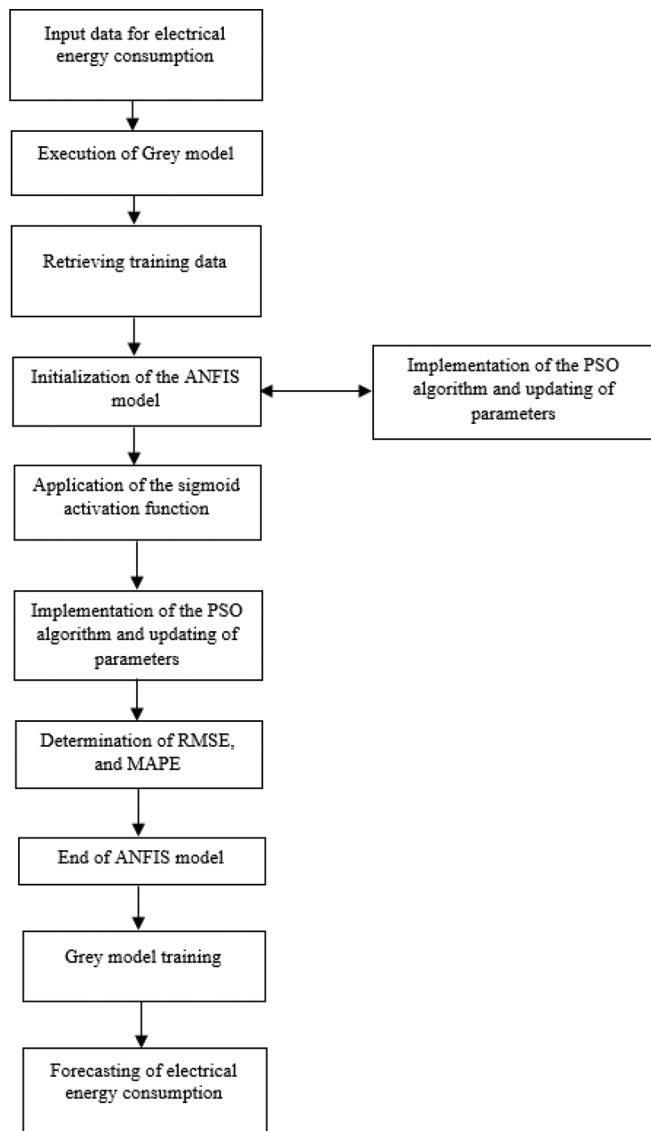 Input data for electrical
energy consumption
Execution of Grey model
Retrieving training data
Initialization of the ANFIS
model
Implementation of the PSO
algorithm and updating of
parameters
Application of the sigmoid
activation function
Implementation of the PSO
algorithm and updating of
parameters
Determination of RMSE,
and MAPE
End of ANFIS model
Grey model training
Forecasting of electrical
energy consumption